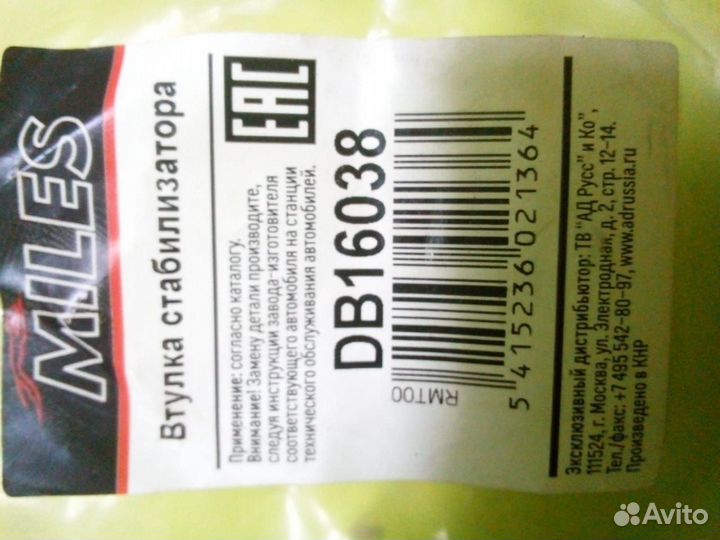 MILES
Втулка стабилизатора
Применение: согласно каталогу.
Внимание! Замену детали производите,
следуя инструкции завода-изготовителя
соответствующего автомобиля на станции
технического обслуживания автомобилей.
EAC
DB16038
RMT00
5 415236 021364
Эксклюзивный дистрибьютор: ТВ "АД Русс" и Ко",
111524, г. Москва, ул. Электродная, д. 2, стр. 12-14.
Тел./факс: +7 495 542-80-97, www.adrussia.ru
Произведено в КНР
Avito